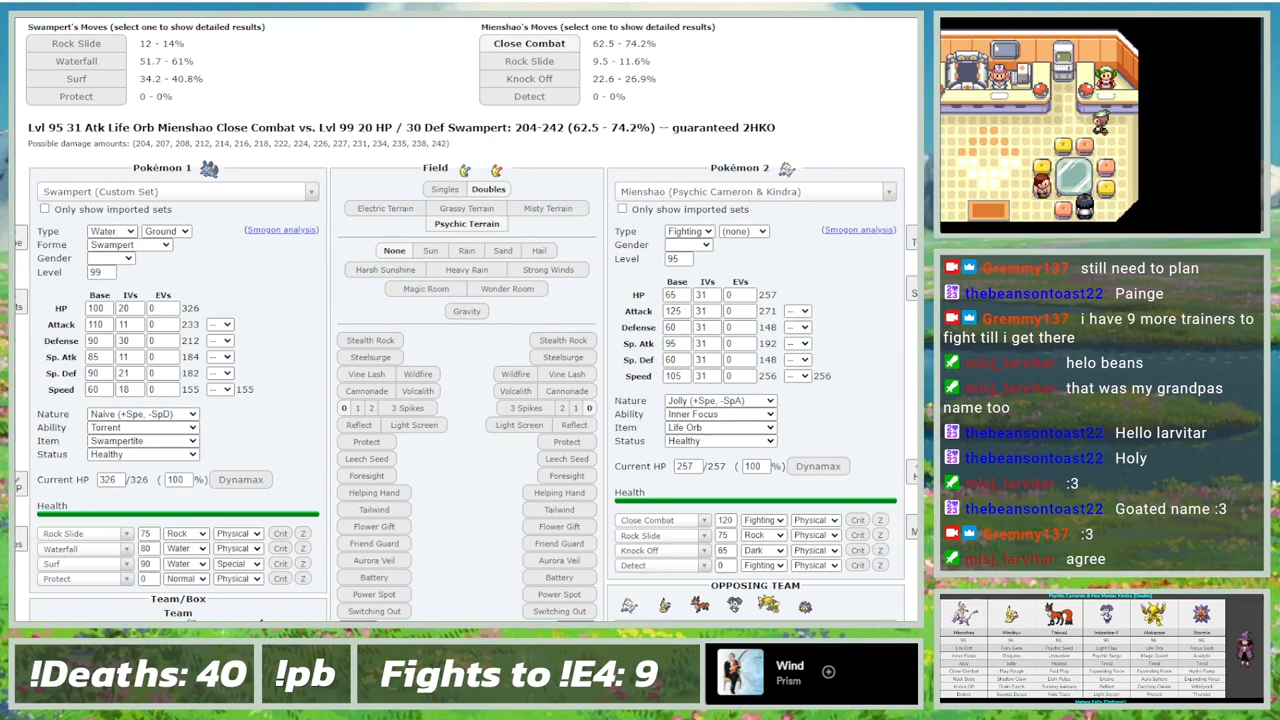 Swampert's Moves (select one to show detailed results)
Rock Slide 12 - 14%
Waterfall 51.7 - 61%
Surf 34.2 - 40.8%
Protect 0 - 0%
Mienshao's Moves (select one to show detailed results)
Close Combat 62.5 - 74.2%
Rock Slide 9.5 - 11.6%
Knock Off 22.6 - 26.9%
Detect 0 - 0%
Lvl 95 31 Atk Life Orb Mienshao Close Combat vs. Lvl 99 20 HP / 30 Def Swampert: 204-242 (62.5 - 74.2%) -- guaranteed 2HKO
Possible damage amounts: (204, 207, 208, 212, 214, 216, 218, 222, 224, 226, 227, 231, 234, 235, 238, 242)
Pokémon 1
Swampert (Custom Set)
Only show imported sets
Type Water Ground (Smogon analysis)
Forme Swampert
Gender
Level 99
Base IVs EVs
HP 100 20 0 326
Attack 110 11 0 233 --
Defense 90 30 0 212 --
Sp. Atk 85 11 0 184 --
Sp. Def 90 21 0 182 --
Speed 60 18 0 155 -- 155
Nature Naive (+Spe, -SpD)
Ability Torrent
Item Swampertite
Status Healthy
Current HP 326 /326 ( 100 %) Dynamax
Health
Rock Slide 75 Rock Physical Crit Z
Waterfall 80 Water Physical Crit Z
Surf 90 Water Special Crit Z
Protect 0 Normal Physical Crit Z
Team/Box
Team
Field
Singles Doubles
Electric Terrain Grassy Terrain Misty Terrain
Psychic Terrain
None Sun Rain Sand Hail
Harsh Sunshine Heavy Rain Strong Winds
Magic Room Wonder Room
Gravity
Stealth Rock Stealth Rock
Steelsurge Steelsurge
Vine Lash Wildfire Wildfire Vine Lash
Cannonade Volcalith Volcalith Cannonade
0 1 2 3 Spikes 3 Spikes 2 1 0
Reflect Light Screen Light Screen Reflect
Protect Protect
Leech Seed Leech Seed
Foresight Foresight
Helping Hand Helping Hand
Tailwind Tailwind
Flower Gift Flower Gift
Friend Guard Friend Guard
Aurora Veil Aurora Veil
Battery Battery
Power Spot Power Spot
Switching Out Switching Out
Pokémon 2
Mienshao (Psychic Cameron & Kindra)
Only show imported sets
Type Fighting (none) (Smogon analysis)
Gender
Level 95
Base IVs EVs
HP 65 31 0 257
Attack 125 31 0 271 --
Defense 60 31 0 148 --
Sp. Atk 95 31 0 192 --
Sp. Def 60 31 0 148 --
Speed 105 31 0 256 -- 256
Nature Jolly (+Spe, -SpA)
Ability Inner Focus
Item Life Orb
Status Healthy
Current HP 257 /257 ( 100 %) Dynamax
Health
Close Combat 120 Fighting Physical Crit Z
Rock Slide 75 Rock Physical Crit Z
Knock Off 65 Dark Physical Crit Z
Detect 0 Fighting Physical Crit Z
OPPOSING TEAM
Gremmy137 still need to plan
thebeansontoast22 Painge
Gremmy137 i have 9 more trainers to
fight till i get there
misj_larvitar helo beans
misj_larvitar that was my grandpas
name too
thebeansontoast22 Hello larvitar
thebeansontoast22 Holy
misj_larvitar :3
thebeansontoast22 Goated name :3
Gremmy137 :3
misj_larvitar agree
Wind
Prism
Mienshao Mimikyu Thievul Indeedee-F Alakazam Starmie